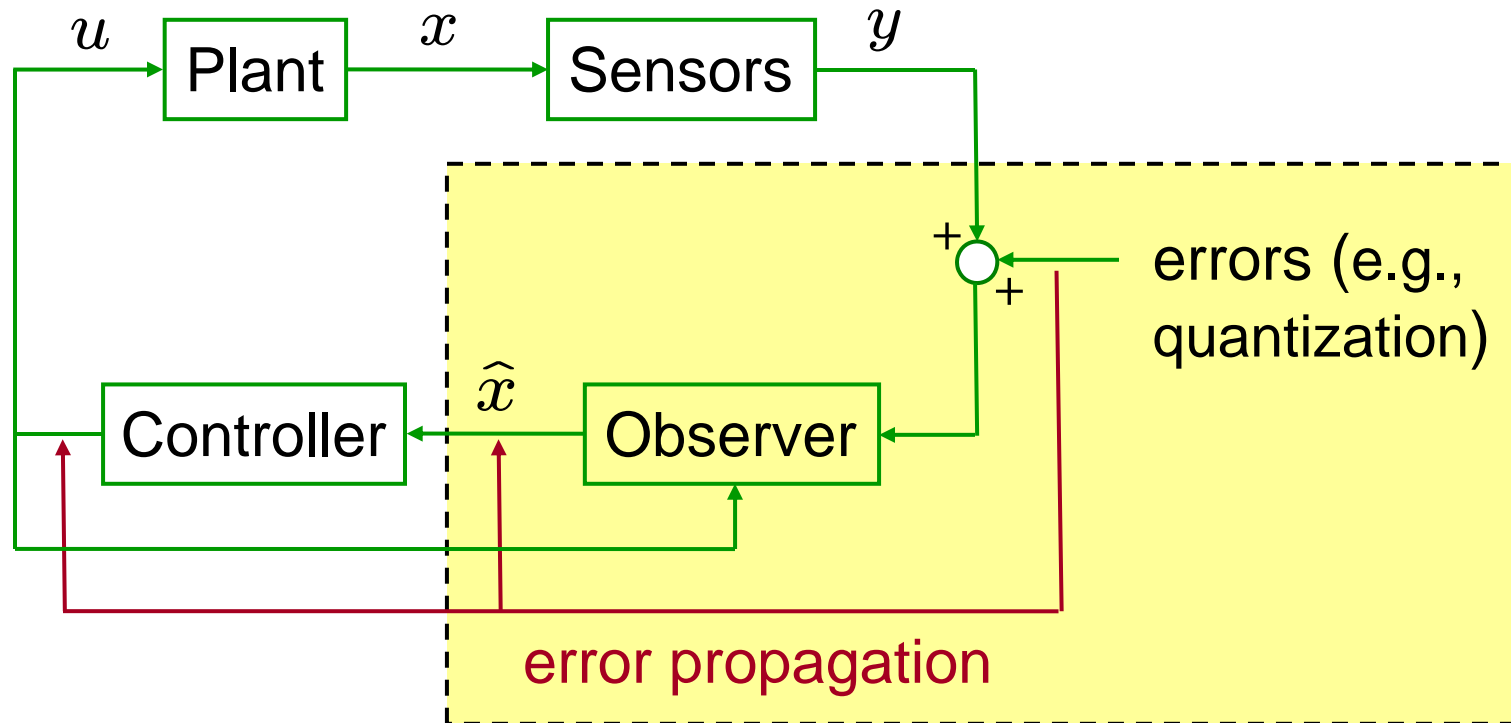 u
Plant
x
Sensors
y
+
+
errors (e.g.,
quantization)
Controller
x̂
Observer
error propagation